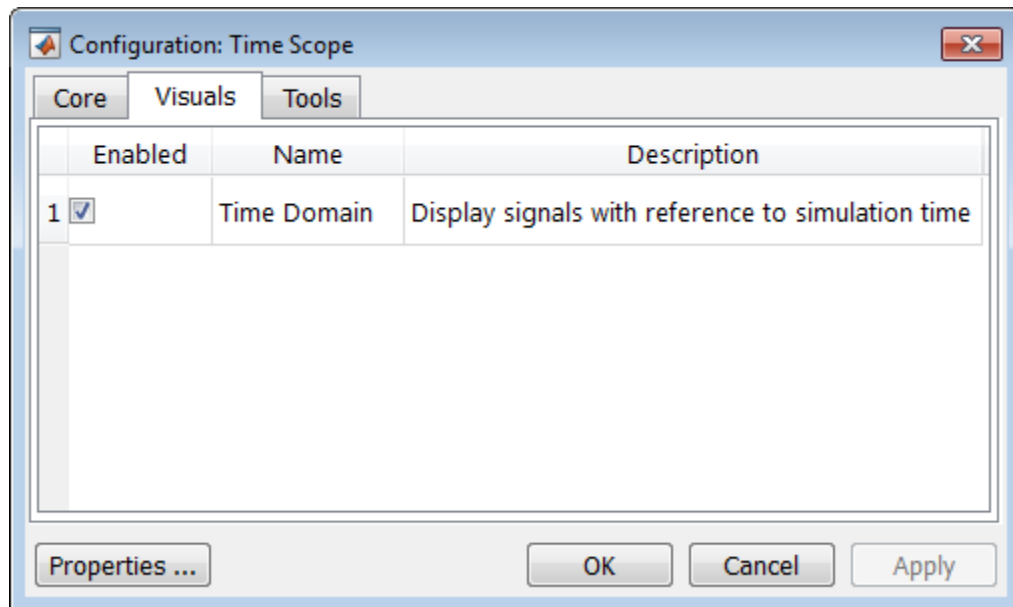 Configuration: Time Scope
Core Visuals Tools
Enabled Name Description
1 Time Domain Display signals with reference to simulation time
Properties ... OK Cancel Apply